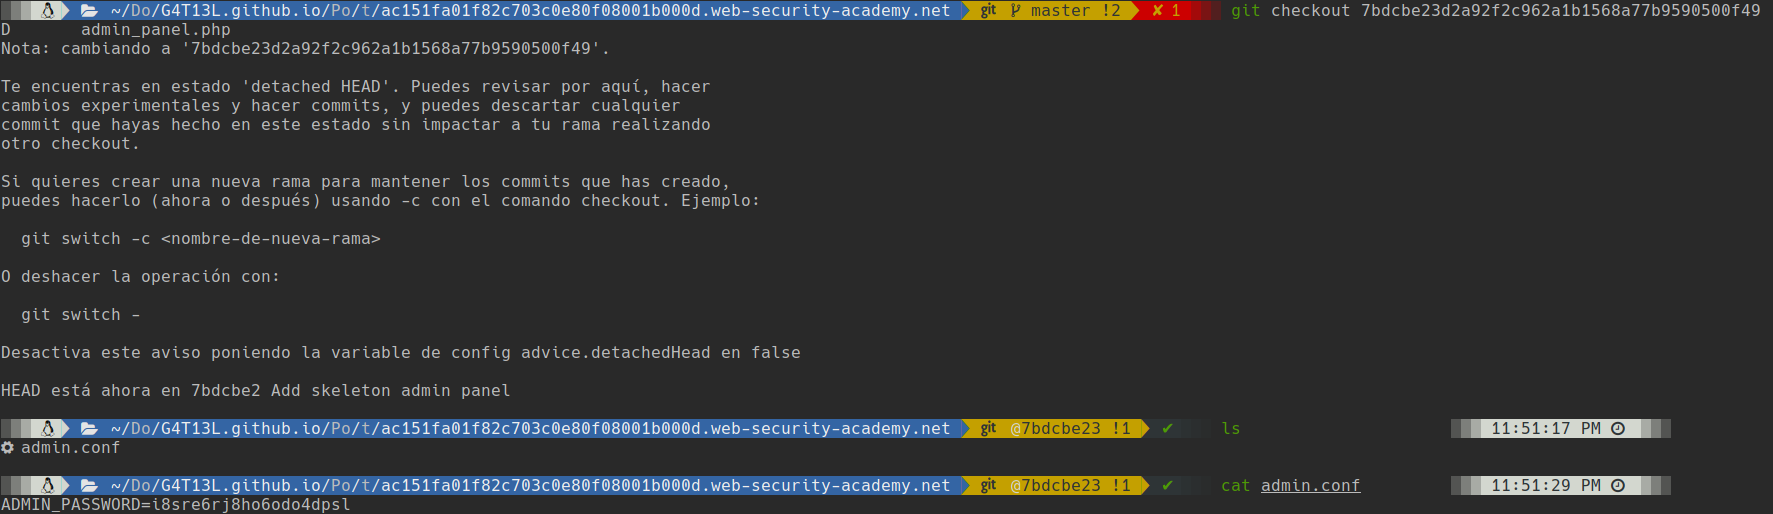 ~/Do/G4T13L.github.io/Po/t/ac151fa01f82c703c0e80f08001b000d.web-security-academy.net git master !2 ✘ 1 git checkout 7bdcbe23d2a92f2c962a1b1568a77b9590500f49
D admin_panel.php
Nota: cambiando a '7bdcbe23d2a92f2c962a1b1568a77b9590500f49'.
Te encuentras en estado 'detached HEAD'. Puedes revisar por aquí, hacer
cambios experimentales y hacer commits, y puedes descartar cualquier
commit que hayas hecho en este estado sin impactar a tu rama realizando
otro checkout.
Si quieres crear una nueva rama para mantener los commits que has creado,
puedes hacerlo (ahora o después) usando -c con el comando checkout. Ejemplo:
git switch -c <nombre-de-nueva-rama>
O deshacer la operación con:
git switch -
Desactiva este aviso poniendo la variable de config advice.detachedHead en false
HEAD está ahora en 7bdcbe2 Add skeleton admin panel
~/Do/G4T13L.github.io/Po/t/ac151fa01f82c703c0e80f08001b000d.web-security-academy.net git @7bdcbe23 !1 ✔ ls 11:51:17 PM
admin.conf
~/Do/G4T13L.github.io/Po/t/ac151fa01f82c703c0e80f08001b000d.web-security-academy.net git @7bdcbe23 !1 ✔ cat admin.conf 11:51:29 PM
ADMIN_PASSWORD=i8sre6rj8ho6odo4dpsl